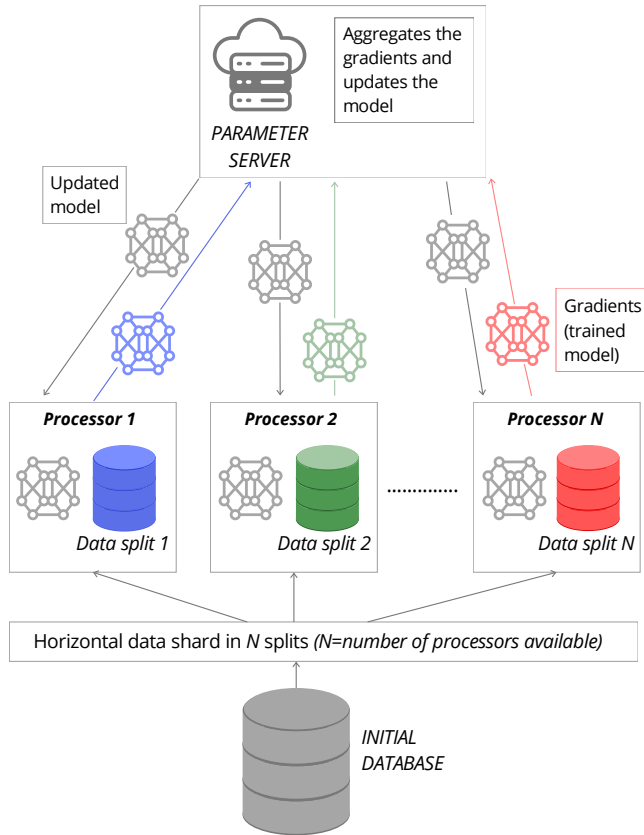 Aggregates the
gradients and
updates the
model
PARAMETER
SERVER
Updated
model
Gradients
(trained
model)
Processor 1
Data split 1
Processor 2
Data split 2
..............
Processor N
Data split N
Horizontal data shard in N splits (N=number of processors available)
INITIAL
DATABASE